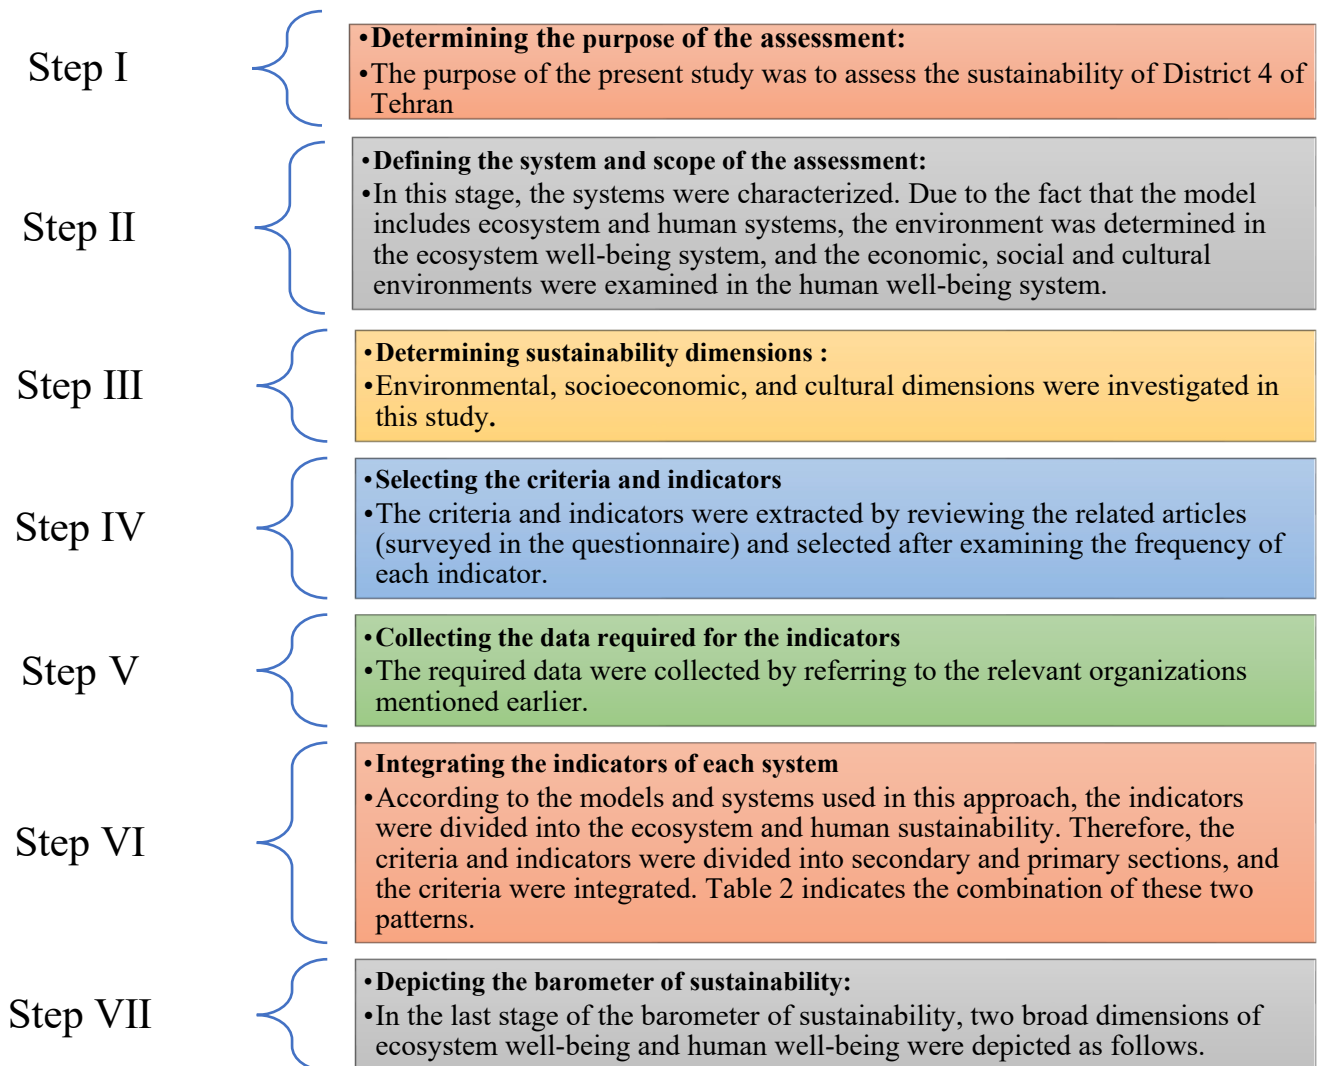 Step I
•Determining the purpose of the assessment:
•The purpose of the present study was to assess the sustainability of District 4 of
Tehran
Step II
•Defining the system and scope of the assessment:
•In this stage, the systems were characterized. Due to the fact that the model
includes ecosystem and human systems, the environment was determined in
the ecosystem well-being system, and the economic, social and cultural
environments were examined in the human well-being system.
Step III
•Determining sustainability dimensions :
•Environmental, socioeconomic, and cultural dimensions were investigated in
this study.
Step IV
•Selecting the criteria and indicators
•The criteria and indicators were extracted by reviewing the related articles
(surveyed in the questionnaire) and selected after examining the frequency of
each indicator.
Step V
•Collecting the data required for the indicators
•The required data were collected by referring to the relevant organizations
mentioned earlier.
Step VI
•Integrating the indicators of each system
•According to the models and systems used in this approach, the indicators
were divided into the ecosystem and human sustainability. Therefore, the
criteria and indicators were divided into secondary and primary sections, and
the criteria were integrated. Table 2 indicates the combination of these two
patterns.
Step VII
•Depicting the barometer of sustainability:
•In the last stage of the barometer of sustainability, two broad dimensions of
ecosystem well-being and human well-being were depicted as follows.